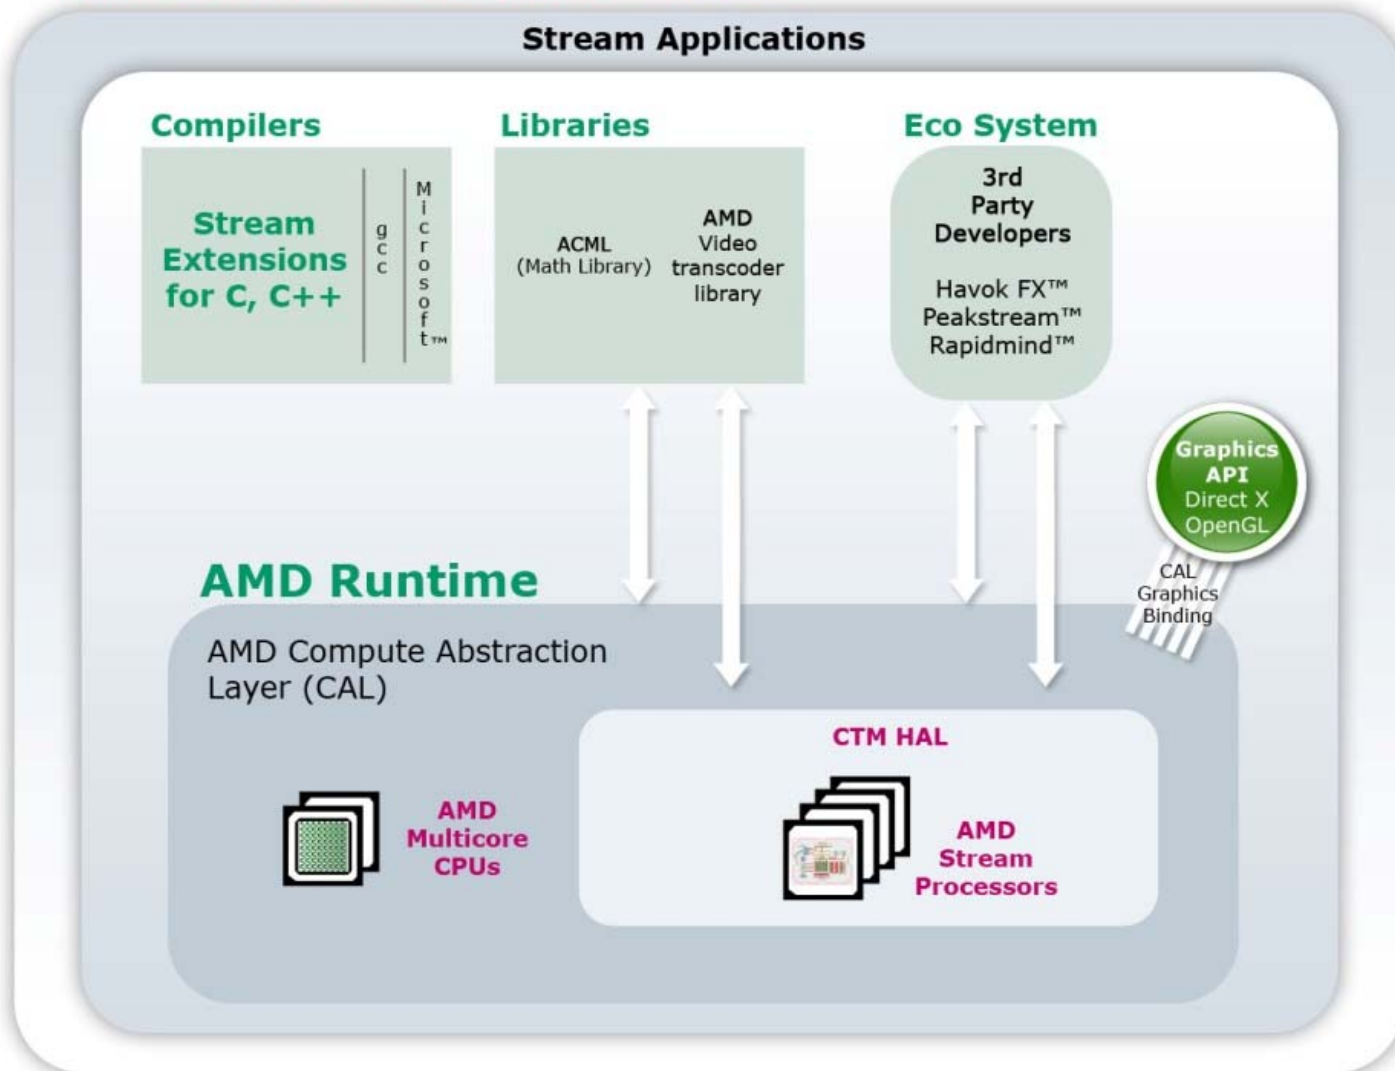 Stream Applications
Compilers
Stream
Extensions
for C, C++
gcc
Microsoft™
Libraries
ACML
(Math Library)
AMD
Video
transcoder
library
Eco System
3rd
Party
Developers
Havok FX™
Peakstream™
Rapidmind™
Graphics
API
Direct X
OpenGL
CAL
Graphics
Binding
AMD Runtime
AMD Compute Abstraction
Layer (CAL)
AMD
Multicore
CPUs
CTM HAL
AMD
Stream
Processors